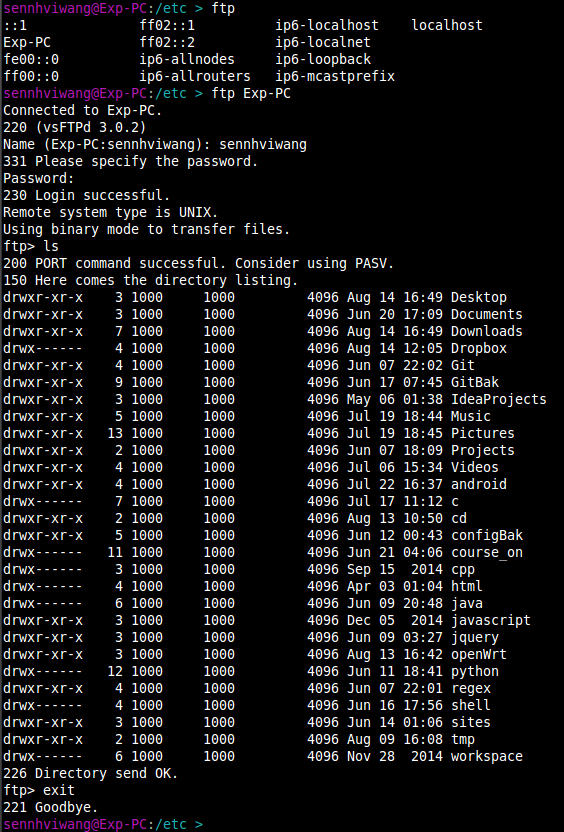 sennhviwang@Exp-PC:/etc > ftp
::1              ff02::1          ip6-localhost    localhost
Exp-PC           ff02::2          ip6-localnet
fe00::0          ip6-allnodes     ip6-loopback
ff00::0          ip6-allrouters   ip6-mcastprefix
sennhviwang@Exp-PC:/etc > ftp Exp-PC
Connected to Exp-PC.
220 (vsFTPd 3.0.2)
Name (Exp-PC:sennhviwang): sennhviwang
331 Please specify the password.
Password:
230 Login successful.
Remote system type is UNIX.
Using binary mode to transfer files.
ftp> ls
200 PORT command successful. Consider using PASV.
150 Here comes the directory listing.
drwxr-xr-x    3 1000     1000         4096 Aug 14 16:49 Desktop
drwxr-xr-x    3 1000     1000         4096 Jun 20 17:09 Documents
drwxr-xr-x    7 1000     1000         4096 Aug 14 16:49 Downloads
drwx------    4 1000     1000         4096 Aug 14 12:05 Dropbox
drwxr-xr-x    4 1000     1000         4096 Jun 07 22:02 Git
drwxr-xr-x    9 1000     1000         4096 Jun 17 07:45 GitBak
drwxr-xr-x    3 1000     1000         4096 May 06 01:38 IdeaProjects
drwxr-xr-x    5 1000     1000         4096 Jul 19 18:44 Music
drwxr-xr-x   13 1000     1000         4096 Jul 19 18:45 Pictures
drwxr-xr-x    2 1000     1000         4096 Jun 07 18:09 Projects
drwxr-xr-x    4 1000     1000         4096 Jul 06 15:34 Videos
drwxr-xr-x    4 1000     1000         4096 Jul 22 16:37 android
drwx------    7 1000     1000         4096 Jul 17 11:12 c
drwxr-xr-x    2 1000     1000         4096 Aug 13 10:50 cd
drwxr-xr-x    5 1000     1000         4096 Jun 12 00:43 configBak
drwx------   11 1000     1000         4096 Jun 21 04:06 course_on
drwx------    3 1000     1000         4096 Sep 15  2014 cpp
drwx------    4 1000     1000         4096 Apr 03 01:04 html
drwx------    6 1000     1000         4096 Jun 09 20:48 java
drwxr-xr-x    3 1000     1000         4096 Dec 05  2014 javascript
drwxr-xr-x    3 1000     1000         4096 Jun 09 03:27 jquery
drwxr-xr-x    3 1000     1000         4096 Aug 13 16:42 openWrt
drwx------   12 1000     1000         4096 Jun 11 18:41 python
drwxr-xr-x    4 1000     1000         4096 Jun 07 22:01 regex
drwx------    4 1000     1000         4096 Jun 16 17:56 shell
drwxr-xr-x    3 1000     1000         4096 Jun 14 01:06 sites
drwxr-xr-x    2 1000     1000         4096 Aug 09 16:08 tmp
drwx------    6 1000     1000         4096 Nov 28  2014 workspace
226 Directory send OK.
ftp> exit
221 Goodbye.
sennhviwang@Exp-PC:/etc >